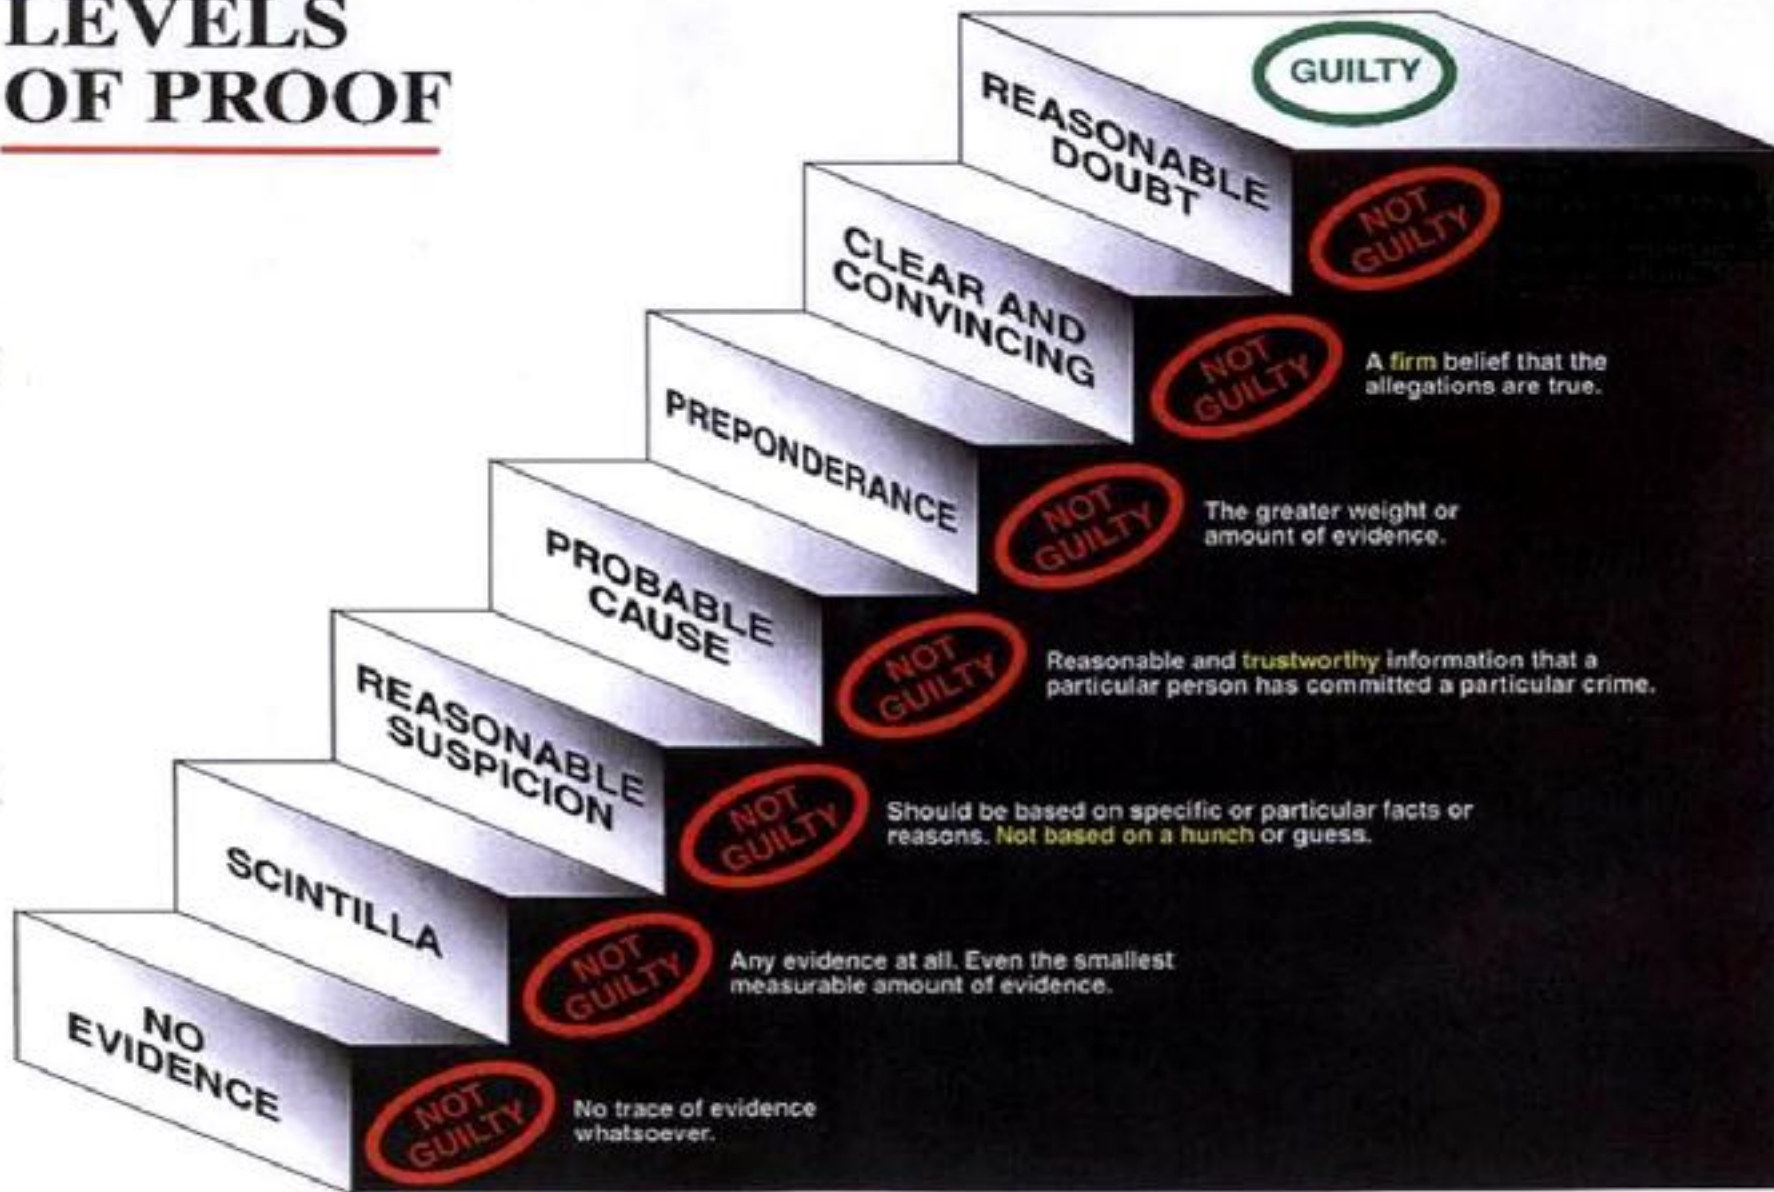 LEVELS
OF PROOF
GUILTY
REASONABLE
DOUBT
NOT
GUILTY
CLEAR AND
CONVINCING
NOT
GUILTY
A firm belief that the
allegations are true.
PREPONDERANCE
NOT
GUILTY
The greater weight or
amount of evidence.
PROBABLE
CAUSE
NOT
GUILTY
Reasonable and trustworthy information that a
particular person has committed a particular crime.
REASONABLE
SUSPICION
NOT
GUILTY
Should be based on specific or particular facts or
reasons. Not based on a hunch or guess.
SCINTILLA
NOT
GUILTY
Any evidence at all. Even the smallest
measurable amount of evidence.
NO
EVIDENCE
NOT
GUILTY
No trace of evidence
whatsoever.